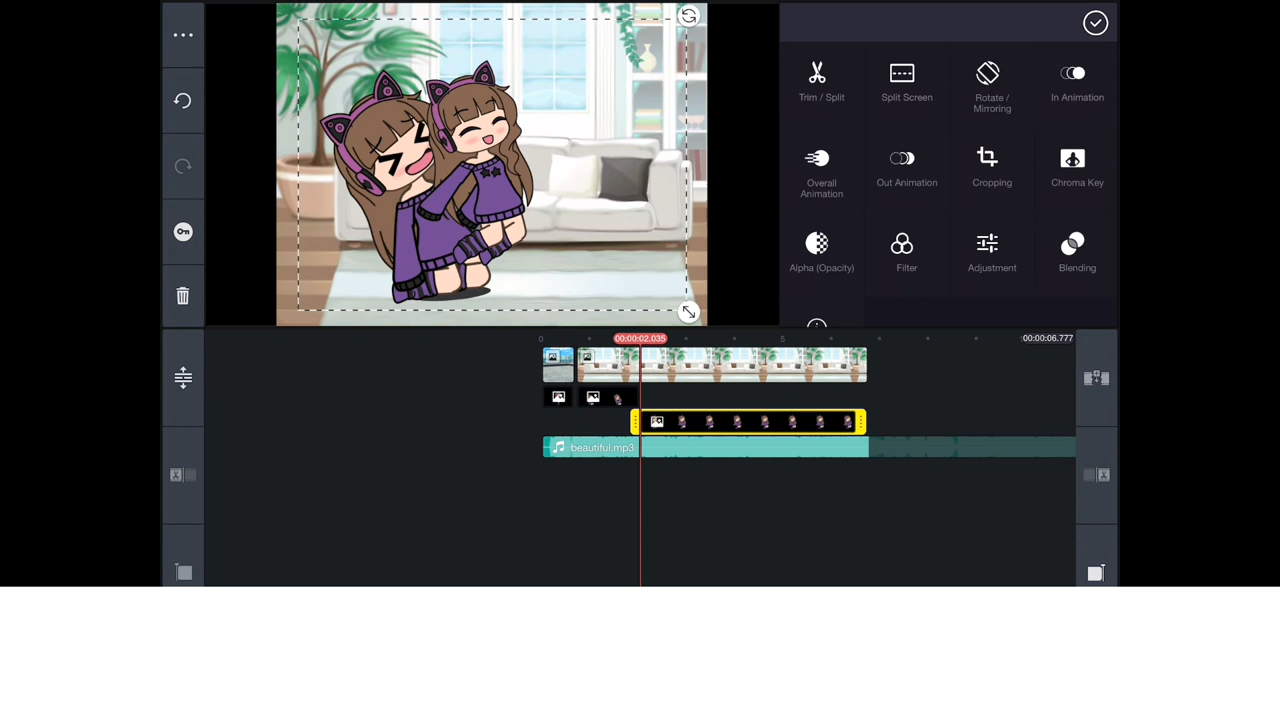 Trim / Split
Split Screen
Rotate /
Mirroring
In Animation
Overall
Animation
Out Animation
Cropping
Chroma Key
Alpha (Opacity)
Filter
Adjustment
Blending
0
00:00:02.035
5
00:00:06.777
beautiful.mp3